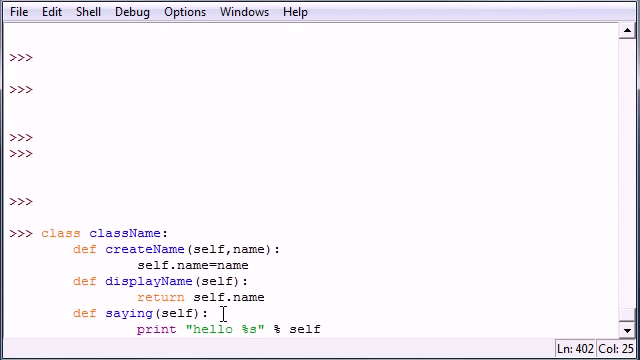 File Edit Shell Debug Options Windows Help
>>>
>>>
>>>
>>>
>>>
>>> class className:
def createName(self,name):
self.name=name
def displayName(self):
return self.name
def saying(self):
print "hello %s" % self
Ln: 402 Col: 25